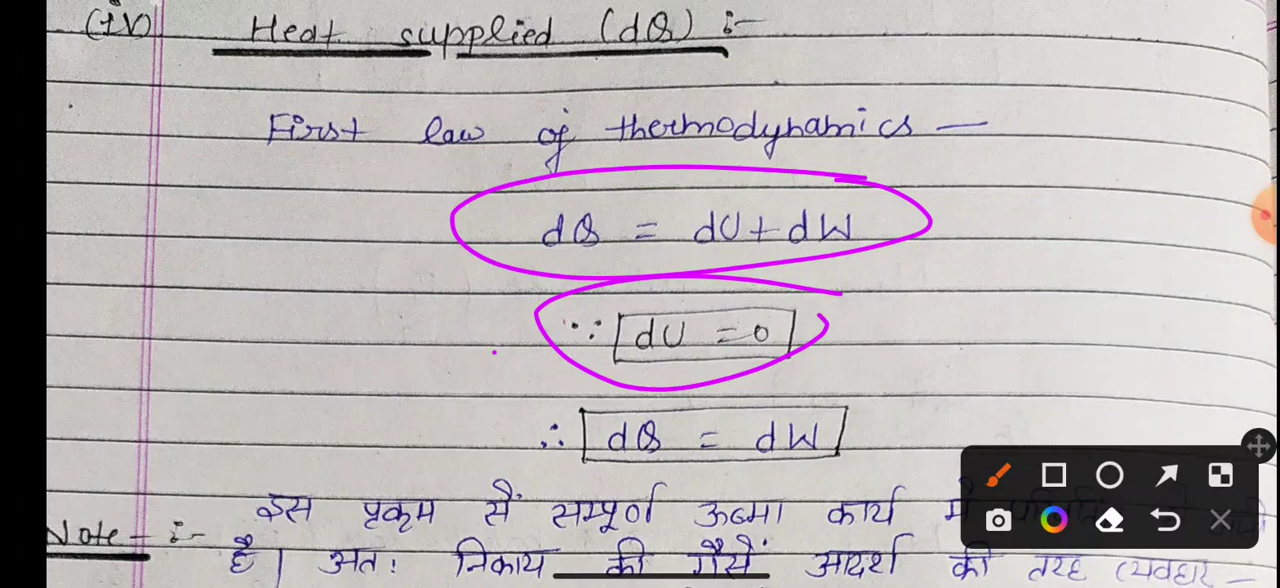 (iv) Heat supplied (dQ) :-
First law of thermodynamics —
dQ = dU + dW
∵ dU = 0
∴ dQ = dW
इस प्रक्रम सें सम्पूर्ण ऊष्मा कार्य में
Note :-
है। अतः निकाय की गैसें आदर्श की तरह व्यवहार-